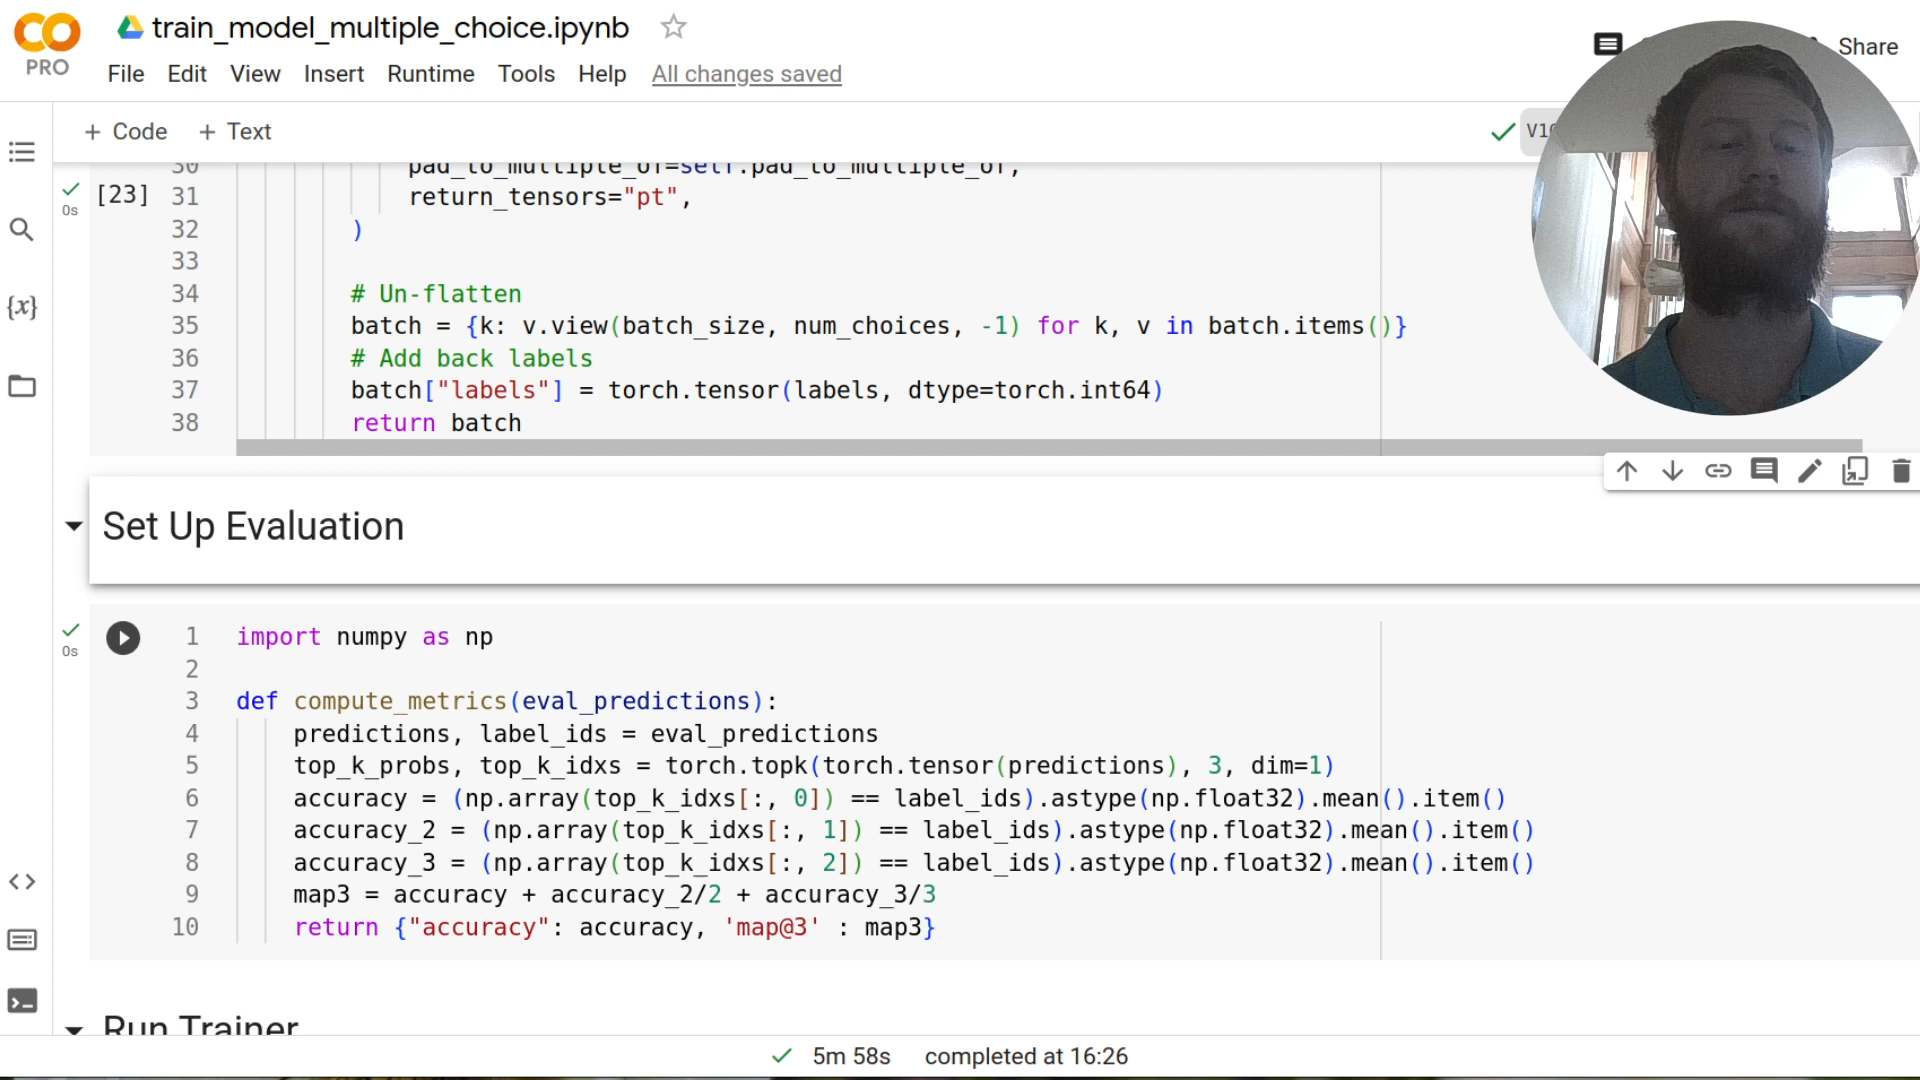 PRO
train_model_multiple_choice.ipynb
File Edit View Insert Runtime Tools Help All changes saved
Share
+ Code + Text
V10
30 pad_to_multiple_of=self.pad_to_multiple_of,
[23] 31 return_tensors="pt",
0s
32 )
33
34 # Un-flatten
35 batch = {k: v.view(batch_size, num_choices, -1) for k, v in batch.items()}
36 # Add back labels
37 batch["labels"] = torch.tensor(labels, dtype=torch.int64)
38 return batch
{x}
Set Up Evaluation
0s
1 import numpy as np
2
3 def compute_metrics(eval_predictions):
4 predictions, label_ids = eval_predictions
5 top_k_probs, top_k_idxs = torch.topk(torch.tensor(predictions), 3, dim=1)
6 accuracy = (np.array(top_k_idxs[:, 0]) == label_ids).astype(np.float32).mean().item()
7 accuracy_2 = (np.array(top_k_idxs[:, 1]) == label_ids).astype(np.float32).mean().item()
8 accuracy_3 = (np.array(top_k_idxs[:, 2]) == label_ids).astype(np.float32).mean().item()
9 map3 = accuracy + accuracy_2/2 + accuracy_3/3
10 return {"accuracy": accuracy, 'map@3' : map3}
Run Trainer
5m 58s completed at 16:26